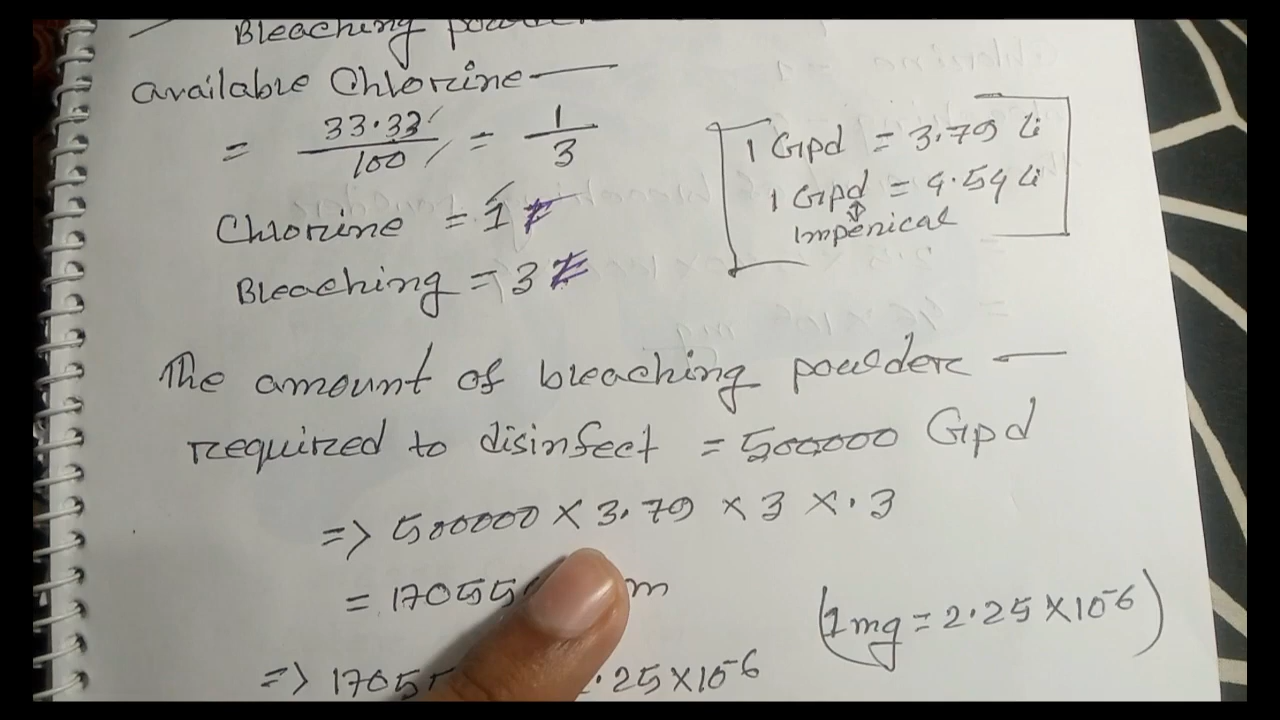 Bleaching powder
available Chlorine —
= 33.33/100 = 1/3
1 Gpd = 3.79 Li
1 Gpd = 4.54 Li
Imperical
Chlorine = 1
Bleaching = 3
The amount of bleaching powder —
required to disinfect = 500000 Gpd
=> 500000 × 3.79 × 3 × .3
= 17055
(1mg = 2.25 × 10^-6)
=> 1705 .25 × 10^-6